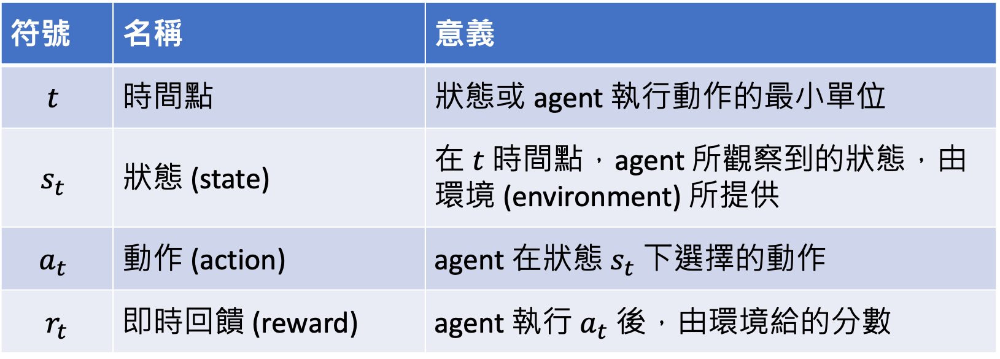 符號 名稱 意義
t 時間點 狀態或 agent 執行動作的最小單位
s_t 狀態 (state) 在 t 時間點，agent 所觀察到的狀態，由
環境 (environment) 所提供
a_t 動作 (action) agent 在狀態 s_t 下選擇的動作
r_t 即時回饋 (reward) agent 執行 a_t 後，由環境給的分數